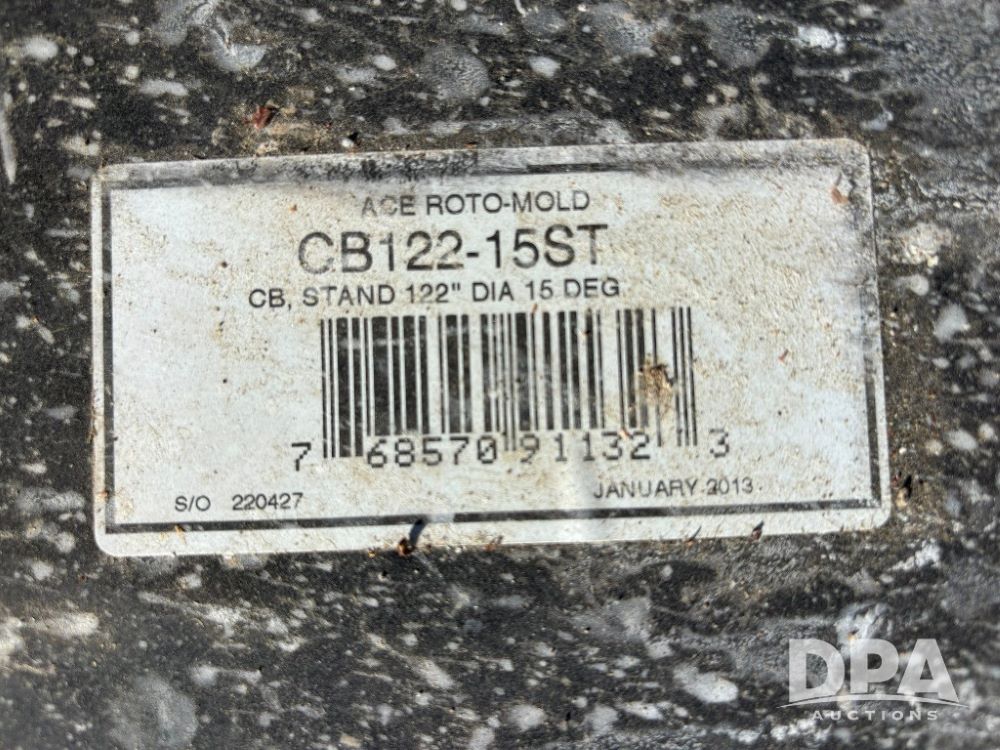 ACE ROTO-MOLD
CB122-15ST
CB, STAND 122" DIA 15 DEG
7 68570 91132 3
S/O 220427
JANUARY 2013
DPA
AUCTIONS